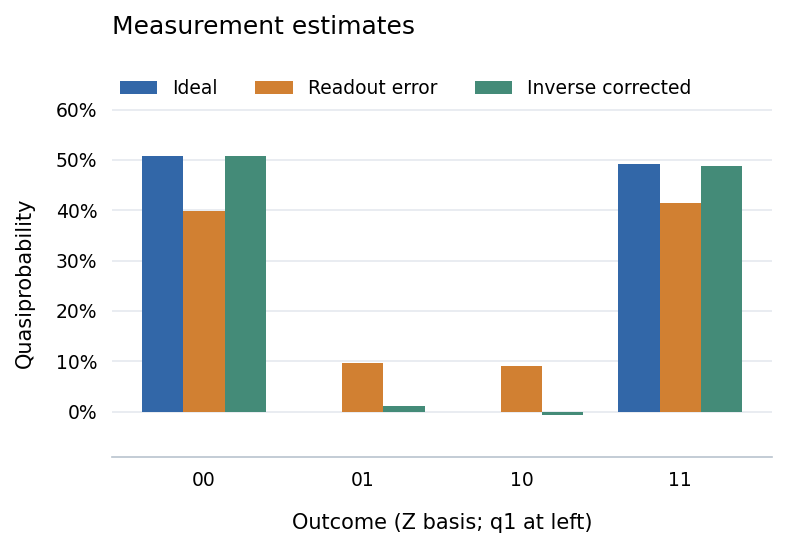 Measurement estimates
Ideal Readout error Inverse corrected
60%
50%
40%
30%
20%
10%
0%
Quasiprobability
00 01 10 11
Outcome (Z basis; q1 at left)